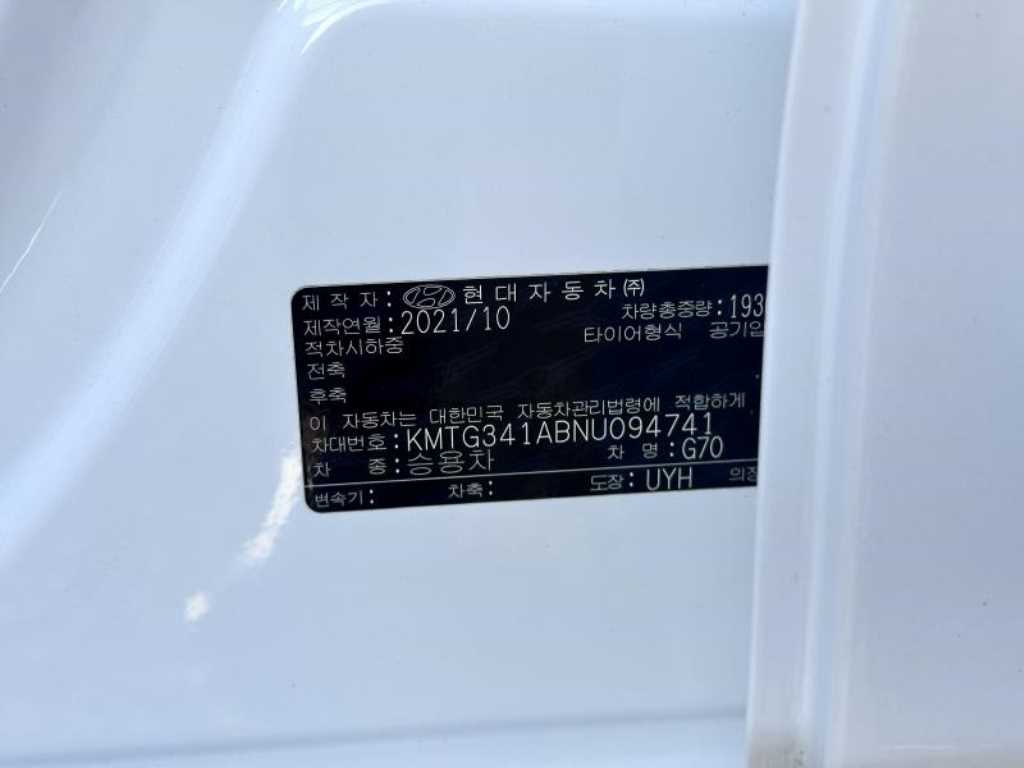 제 작 자 : 현 대 자 동 차 ㈜
제작연월 : 2021/10 차량총중량 : 193
적차시하중 타이어형식 공기압
전축
후축
이 자동차는 대한민국 자동차관리법령에 적합하게
차대번호 : KMTG341ABNU094741
차 종 : 승용차 차 명 : G70
변속기 : 차축 : 도장 : UYH 의장